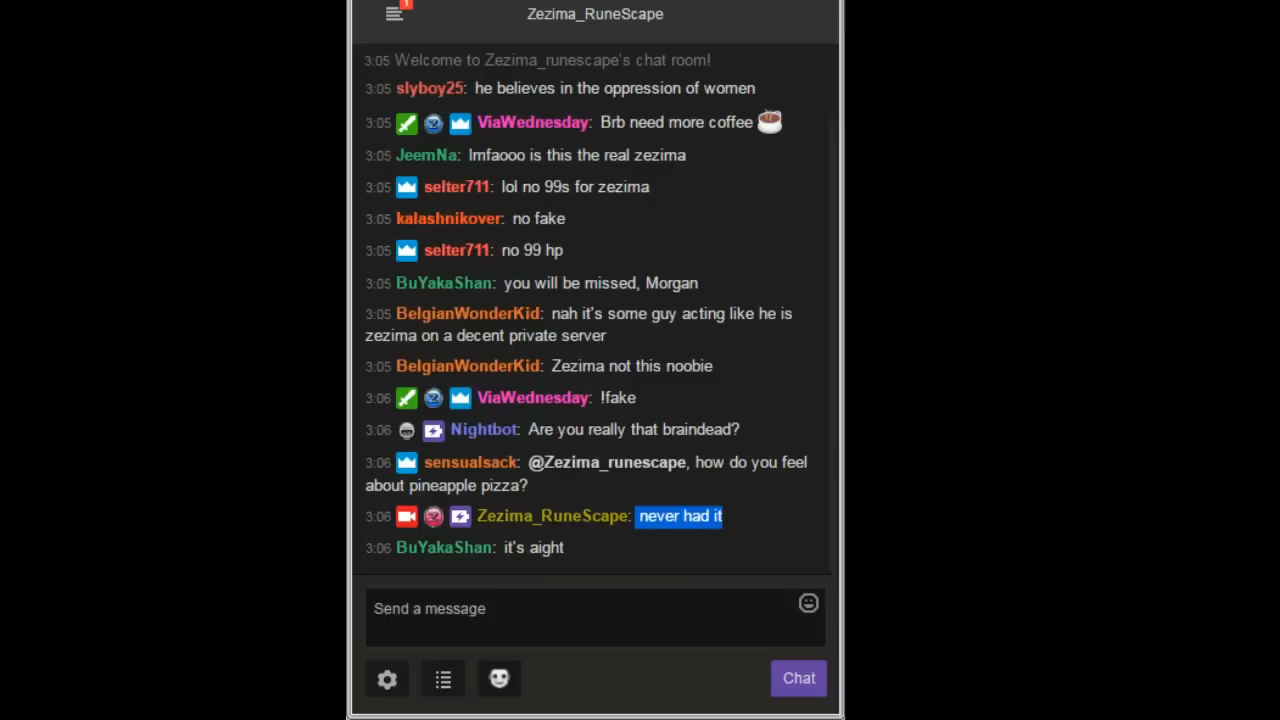 1
Zezima_RuneScape
3:05 Welcome to Zezima_runescape's chat room!
3:05 slyboy25: he believes in the oppression of women
3:05 ViaWednesday: Brb need more coffee
3:05 JeemNa: lmfaooo is this the real zezima
3:05 selter711: lol no 99s for zezima
3:05 kalashnikover: no fake
3:05 selter711: no 99 hp
3:05 BuYakaShan: you will be missed, Morgan
3:05 BelgianWonderKid: nah it's some guy acting like he is
zezima on a decent private server
3:05 BelgianWonderKid: Zezima not this noobie
3:06 ViaWednesday: !fake
3:06 Nightbot: Are you really that braindead?
3:06 sensualsack: @Zezima_runescape, how do you feel
about pineapple pizza?
3:06 Zezima_RuneScape: never had it
3:06 BuYakaShan: it's aight
Send a message
Chat